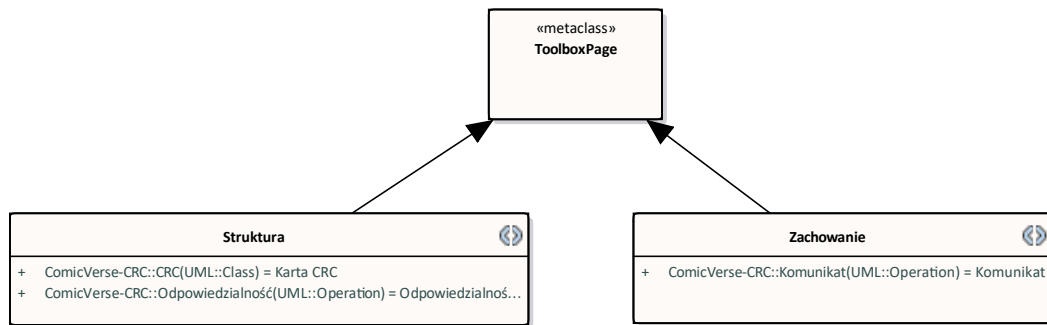 «metaclass»
ToolboxPage
Struktura
+ ComicVerse-CRC::CRC(UML::Class) = Karta CRC
+ ComicVerse-CRC::Odpowiedzialność(UML::Operation) = Odpowiedzialnoś...
Zachowanie
+ ComicVerse-CRC::Komunikat(UML::Operation) = Komunikat